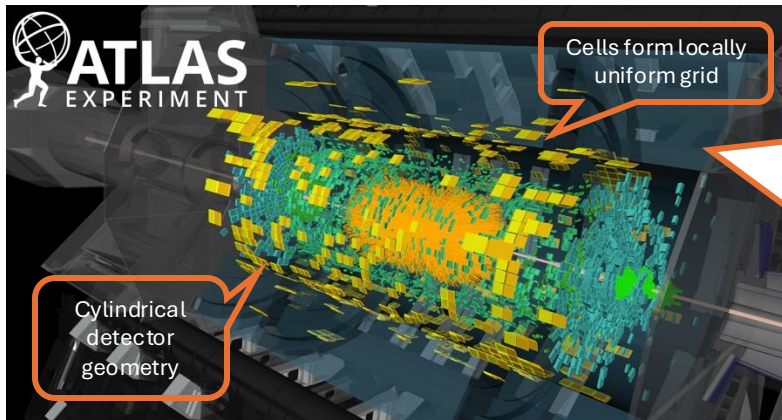 ATLAS
EXPERIMENT
Cells form locally
uniform grid
Cylindrical
detector
geometry